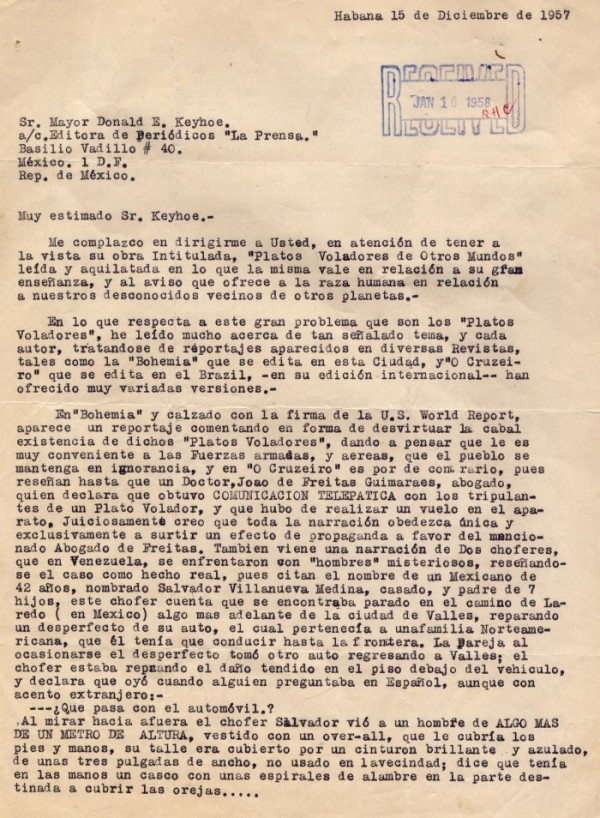 Habana 15 de Diciembre de 1957
RECEIVED
JAN 16 1958
RECEIVED
Sr. Mayor Donald E. Keyhoe.
a/c.Editora de Periódicos "La Prensa."
Basilio Vadillo # 40.
México. 1 D.F.
Rep. de México.
Muy estimado Sr. Keyhoe.-
Me complazco en dirigirme a Usted, en atención de tener a
la vista su obra Intitulada, "Platos Voladores de Otros Mundos"
leída y aquilatada en lo que la misma vale en relación a su gran
enseñanza, y al aviso que ofrece a la raza humana en relación
a nuestros desconocidos vecinos de otros planetas.-
En lo que respecta a este gran problema que son los "Platos
Voladores", he leído mucho acerca de tan señalado tema, y cada
autor, tratandose de reportajes aparecidos en diversas Revistas,
tales como la "Bohemia" que se edita en esta Ciudad, y"O Cruzei-
ro" que se edita en el Brazil, -en su edición internacional-- han
ofrecido muy variadas versiones.-
En"Bohemia" y calzado con la firma de la U.S. World Report,
aparece un reportaje comentando en forma de desvirtuar la cabal
existencia de dichos "Platos Voladores", dando a pensar que le es
muy conveniente a las Fuerzas armadas, y aereas, que el pueblo se
mantenga en ignorancia, y en "O Cruzeiro" es por de contrario, pues
reseñan hasta que un Doctor,Joao de Freitas Guimaraes, abogado,
quien declara que obtuvo COMUNICACION TELEPATICA con los tripulan-
tes de un Plato Volador, y que hubo de realizar un vuelo en el apa-
rato, Juiciosamente creo que toda la narración obedezca única y
exclusivamente a surtir un efecto de propaganda a favor del mencio-
nado Abogado de Freitas. Tambien viene una narración de Dos choferes,
que en Venezuela, se enfrentaron con "hombres" misteriosos, reseñando-
se el caso como hecho real, pues citan el nombre de un Mexicano de
42 años, nombrado Salvador Villanueva Medina, casado, y padre de 7
hijos, este chofer cuenta que se encontraba parado en el camino de La-
redo ( en Mexico) algo mas adelante de la ciudad de Valles, reparando
un desperfecto de su auto, el cual pertenecía a unafamilia Norteame-
ricana, que él tenía que conducir hasta la frontera. La pareja al
ocasionarse el desperfecto tomó otro auto regresando a Valles; el
chofer estaba repzando el daño tendido en el piso debajo del vehiculo,
y declara que oyó cuando alguien preguntaba en Español, aunque con
acento extranjero:-
---¿Que pasa con el automóvil.?
.Al mirar hacia afuera el chofer Salvador vió a un hombre de ALGO MAS
DE UN METRO DE ALTURA, vestido con un over-all, que le cubría los
pies y manos, su talle era cubierto por un cinturon brillante y azulado,
de unas tres pulgadas de ancho, no usado en lavecindad; dice que tenía
en las manos un casco con unas espirales de alambre en la parte des-
tinada a cubrir las orejas.....